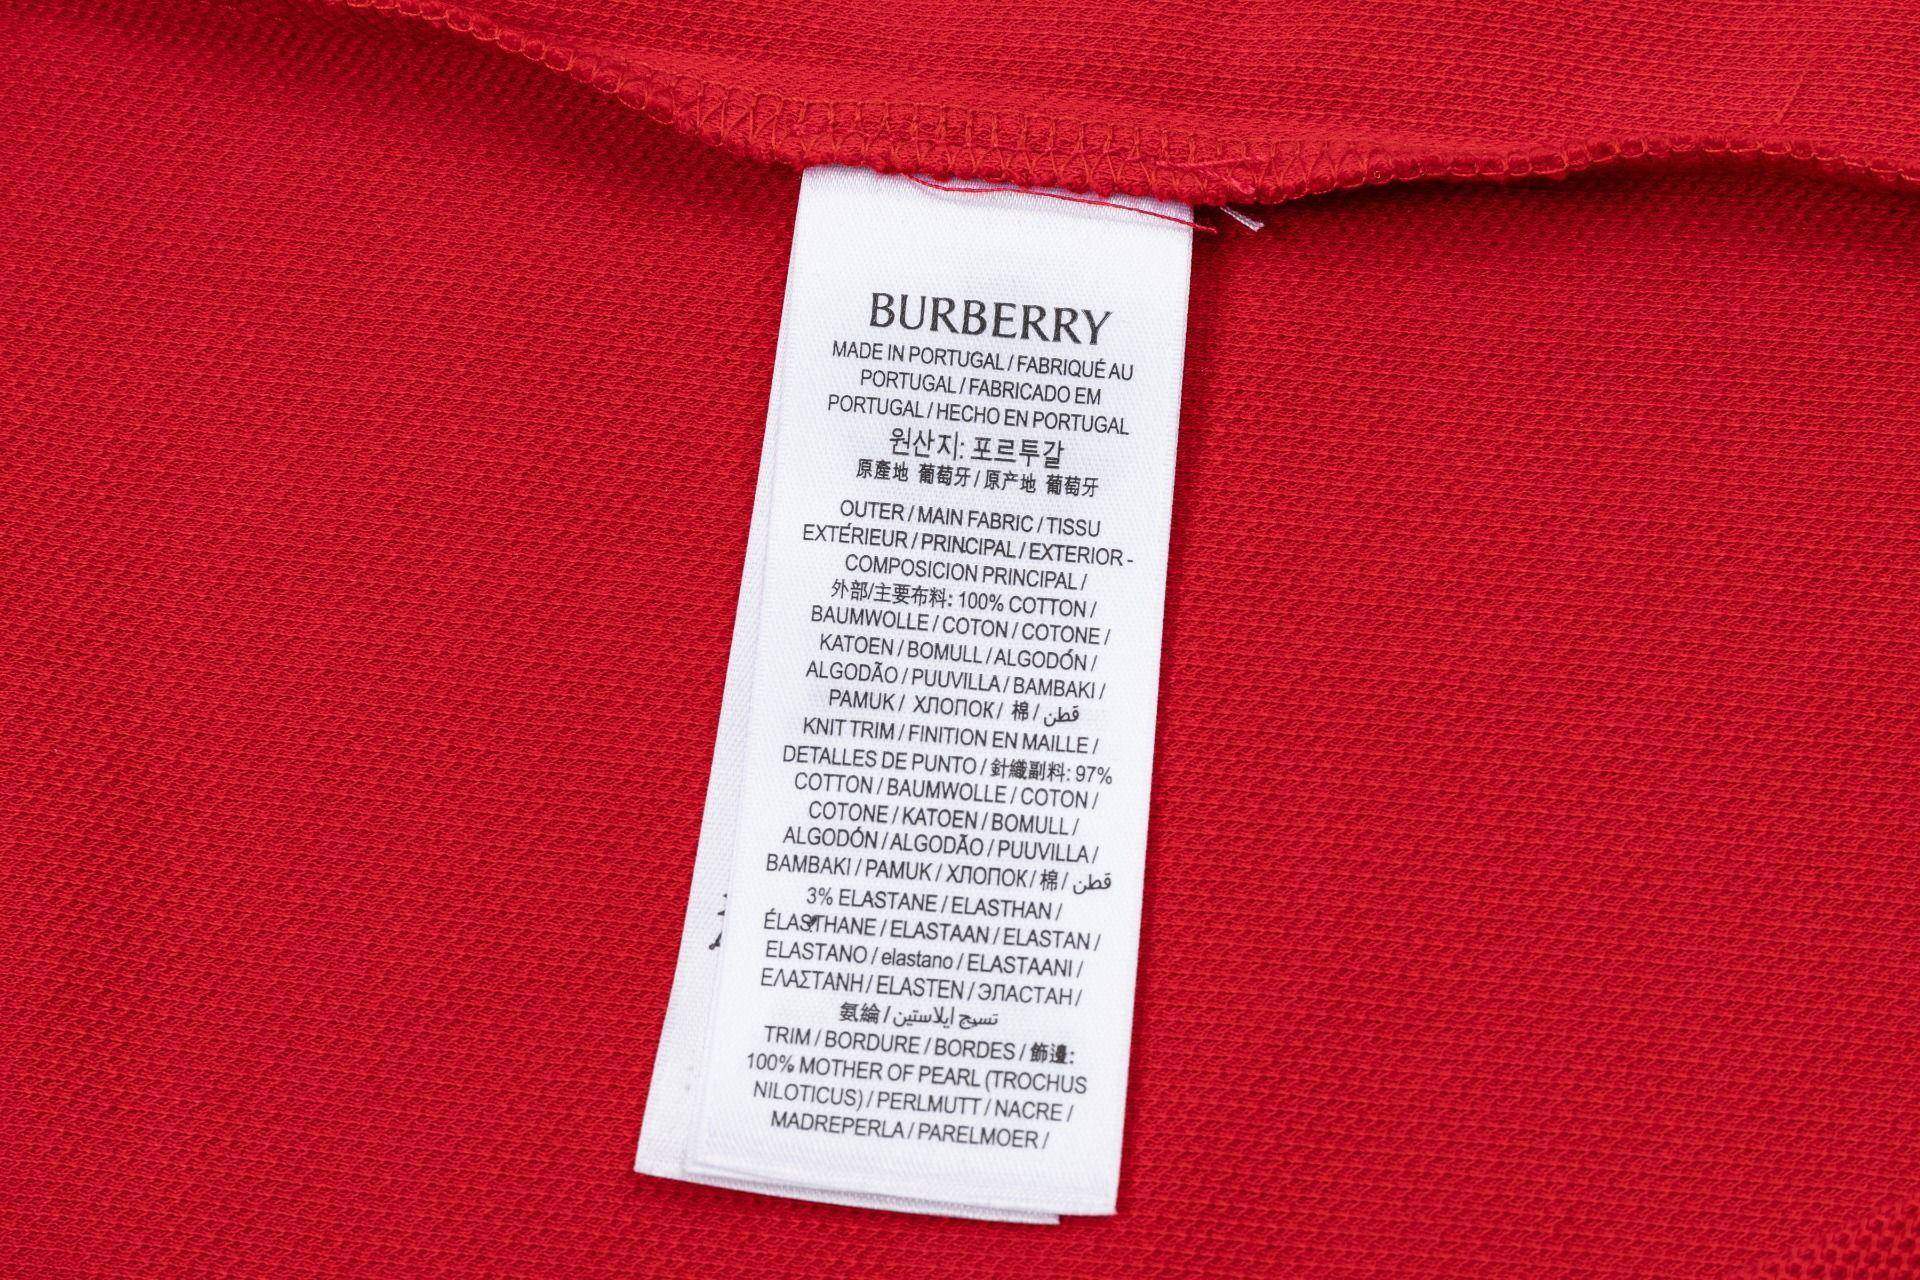 BURBERRY
MADE IN PORTUGAL / FABRIQUÉ AU
PORTUGAL / FABRICADO EM
PORTUGAL / HECHO EN PORTUGAL
원산지: 포르투갈
原產地 葡萄牙 / 原产地 葡萄牙
OUTER / MAIN FABRIC / TISSU
EXTÉRIEUR / PRINCIPAL / EXTERIOR -
COMPOSICION PRINCIPAL /
外部/主要布料: 100% COTTON /
BAUMWOLLE / COTON / COTONE /
KATOEN / BOMULL / ALGODÓN /
ALGODÃO / PUUVILLA / BAMBAKI /
PAMUK / ХЛОПОК / 棉 / قطن
KNIT TRIM / FINITION EN MAILLE /
DETALLES DE PUNTO / 針織副料: 97%
COTTON / BAUMWOLLE / COTON /
COTONE / KATOEN / BOMULL /
ALGODÓN / ALGODÃO / PUUVILLA /
BAMBAKI / PAMUK / ХЛОПОК / 棉 / قطن
3% ELASTANE / ELASTHAN /
ÉLASTHANE / ELASTAAN / ELASTAN /
ELASTANO / elastano / ELASTAANI /
ΕΛΑΣΤΑΝΗ / ELASTEN / ЭЛАСТАН /
氨綸 / نسيج ايلاستين
TRIM / BORDURE / BORDES / 飾邊:
100% MOTHER OF PEARL (TROCHUS
NILOTICUS) / PERLMUTT / NACRE /
MADREPERLA / PARELMOER /